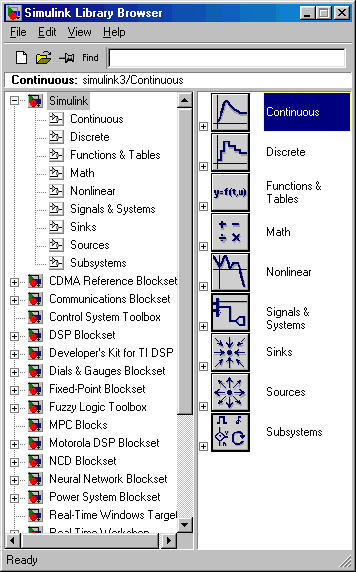 Simulink Library Browser
File Edit View Help
Find
Continuous: simulink3/Continuous
Simulink
Continuous
Discrete
Functions & Tables
Math
Nonlinear
Signals & Systems
Sinks
Sources
Subsystems
CDMA Reference Blockset
Communications Blockset
Control System Toolbox
DSP Blockset
Developer's Kit for TI DSP
Dials & Gauges Blockset
Fixed-Point Blockset
Fuzzy Logic Toolbox
MPC Blocks
Motorola DSP Blockset
NCD Blockset
Neural Network Blockset
Power System Blockset
Real-Time Windows Target
Real-Time Workshop
Continuous
Discrete
y=f(t,u)
Functions &
Tables
+ −
÷ ×
Math
Nonlinear
Signals &
Systems
Sinks
Sources
Subsystems
Ready